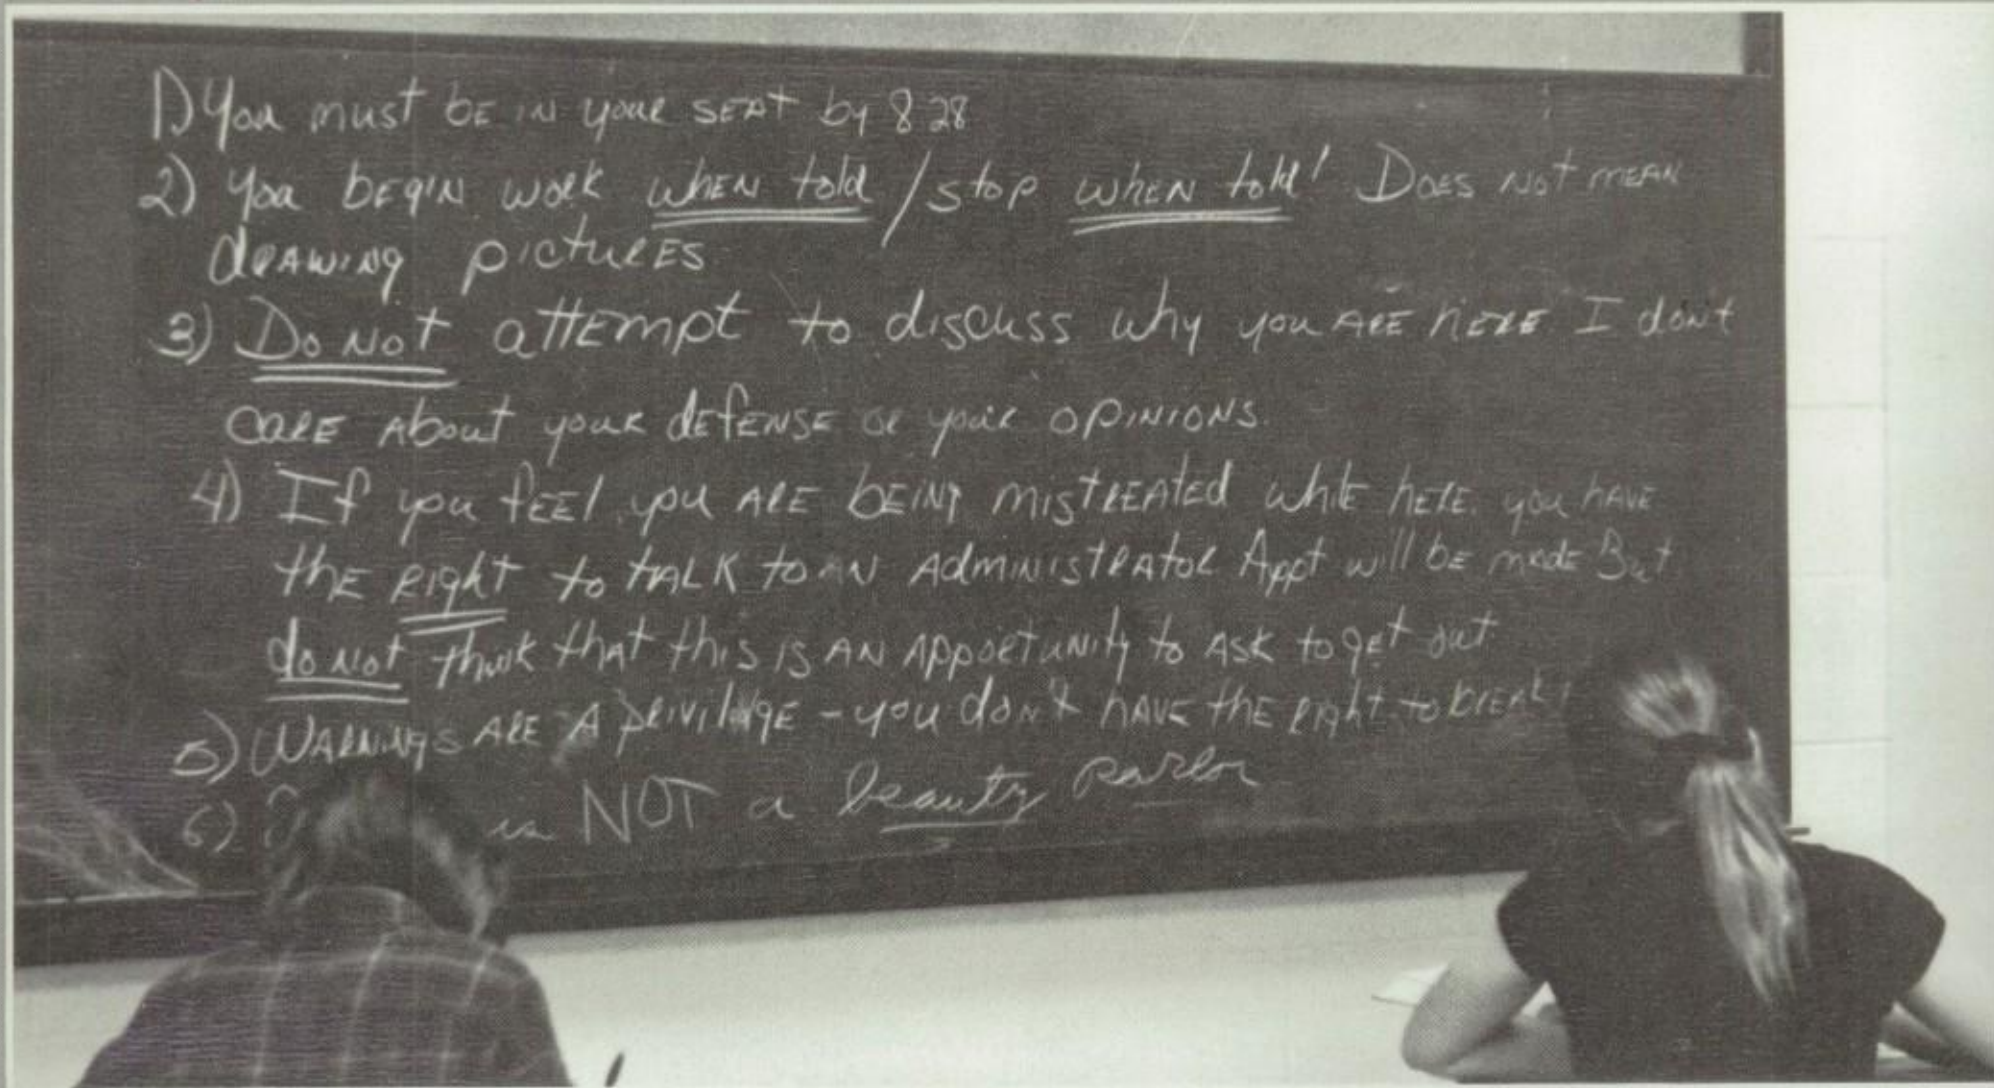 1) You must be in your seat by 8 28
2) You begin work when told / stop when told! Does not mean
drawing pictures
3) Do Not attempt to discuss why you are here I don't
care about your defense or your opinions.
4) If you feel you are being mistreated while here. you have
the right to talk to an administrator Appt will be made But
do not think that this is an apportunity to ask to get out.
5) Warnings are a privilage - you don't have the right to break
6) is NOT a beauty parlor